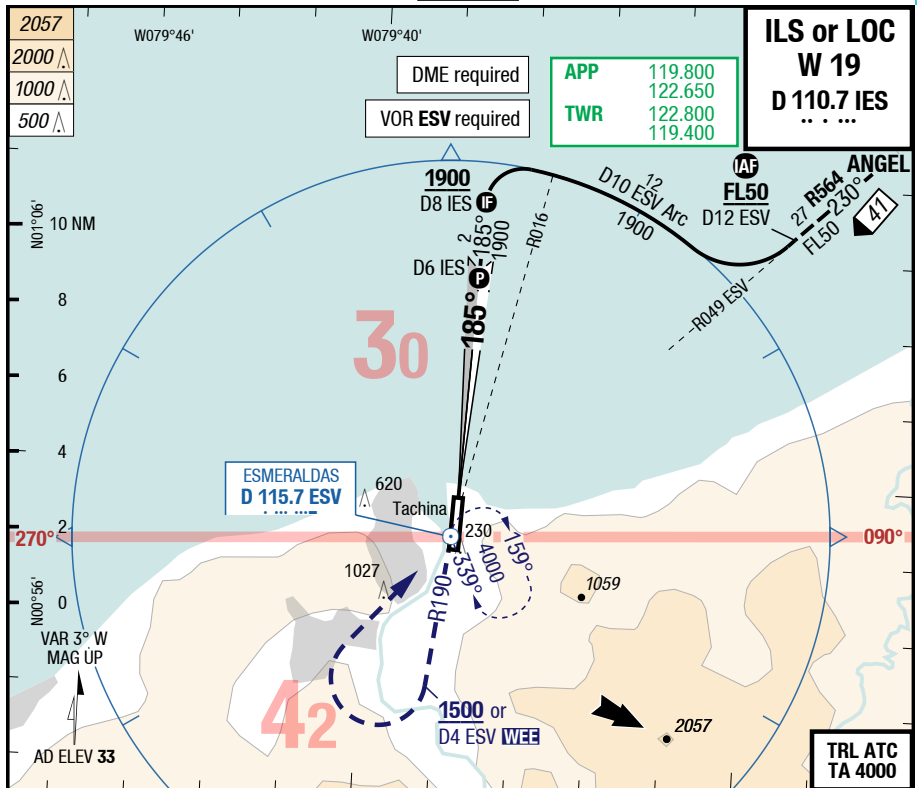 2057
2000
1000
500
W079°46'
W079°40'
DME required
VOR ESV required
APP 119.800
122.650
TWR 122.800
119.400
ILS or LOC
W 19
D 110.7 IES
IAF
ANGEL
FL50
D12 ESV
27 R564
230°
FL50
41
1900
D8 IES
IF
12
D10 ESV Arc
1900
R016
R049 ESV
2
185°
1900
D6 IES
P
185°
N01°06'
10 NM
8
6
4
2
0
30
ESMERALDAS
D 115.7 ESV
620
Tachina
230
270°
090°
4000
159°
339°
1027
1059
R190
N00°56'
VAR 3° W
MAG UP
AD ELEV 33
42
1500 or
D4 ESV WEE
2057
TRL ATC
TA 4000